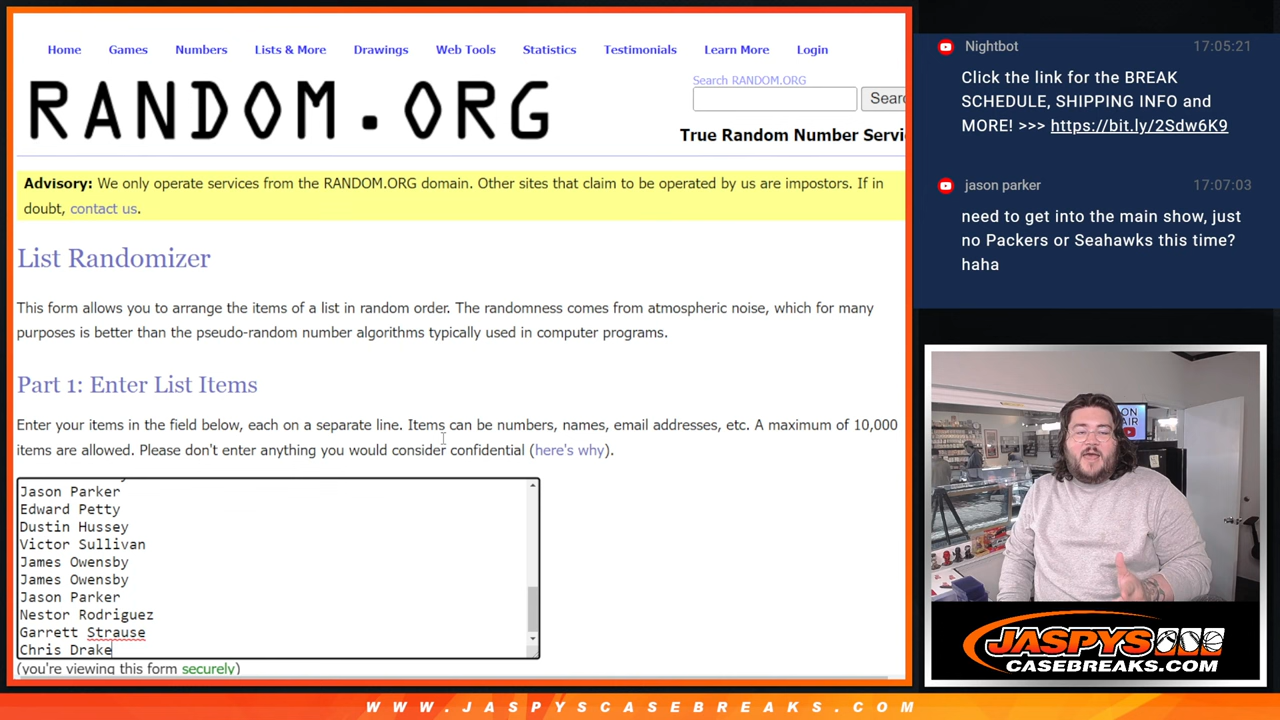 Home Games Numbers Lists & More Drawings Web Tools Statistics Testimonials Learn More Login
RANDOM.ORG
Search RANDOM.ORG
True Random Number
Advisory: We only operate services from the RANDOM.ORG domain. Other sites that claim to be operated by us are impostors. If in
doubt, contact us.
List Randomizer
This form allows you to arrange the items of a list in random order. The randomness comes from atmospheric noise, which for many
purposes is better than the pseudo-random number algorithms typically used in computer programs.
Part 1: Enter List Items
Enter your items in the field below, each on a separate line. Items can be numbers, names, email addresses, etc. A maximum of 10,000
items are allowed. Please don't enter anything you would consider confidential (here's why).
Jason Parker
Edward Petty
Dustin Hussey
Victor Sullivan
James Owensby
James Owensby
Jason Parker
Nestor Rodriguez
Garrett Strause
Chris Drake
(you're viewing this form securely)
Nightbot 17:05:21
Click the link for the BREAK
SCHEDULE, SHIPPING INFO and
MORE! >>> https://bit.ly/2Sdw6K9
jason parker 17:07:03
need to get into the main show, just
no Packers or Seahawks this time?
haha
JASPYS
CASEBREAKS.COM
WWW.JASPYSCASEBREAKS.COM